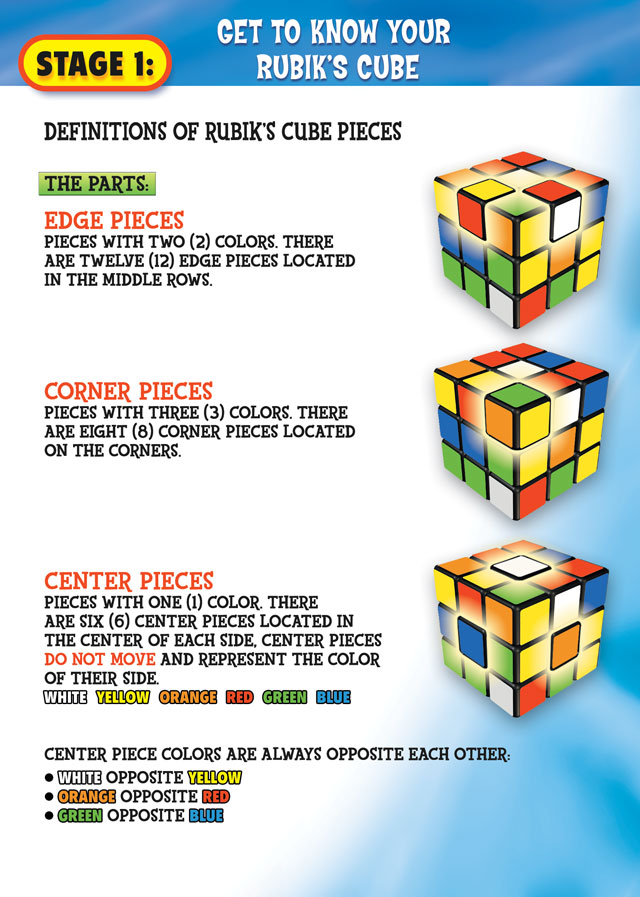 STAGE 1:
GET TO KNOW YOUR
RUBIK'S CUBE
DEFINITIONS OF RUBIK'S CUBE PIECES
THE PARTS:
EDGE PIECES
PIECES WITH TWO (2) COLORS. THERE
ARE TWELVE (12) EDGE PIECES LOCATED
IN THE MIDDLE ROWS.
CORNER PIECES
PIECES WITH THREE (3) COLORS. THERE
ARE EIGHT (8) CORNER PIECES LOCATED
ON THE CORNERS.
CENTER PIECES
PIECES WITH ONE (1) COLOR. THERE
ARE SIX (6) CENTER PIECES LOCATED IN
THE CENTER OF EACH SIDE, CENTER PIECES
DO NOT MOVE AND REPRESENT THE COLOR
OF THEIR SIDE.
WHITE YELLOW ORANGE RED GREEN BLUE
CENTER PIECE COLORS ARE ALWAYS OPPOSITE EACH OTHER:
• WHITE OPPOSITE YELLOW
• ORANGE OPPOSITE RED
• GREEN OPPOSITE BLUE